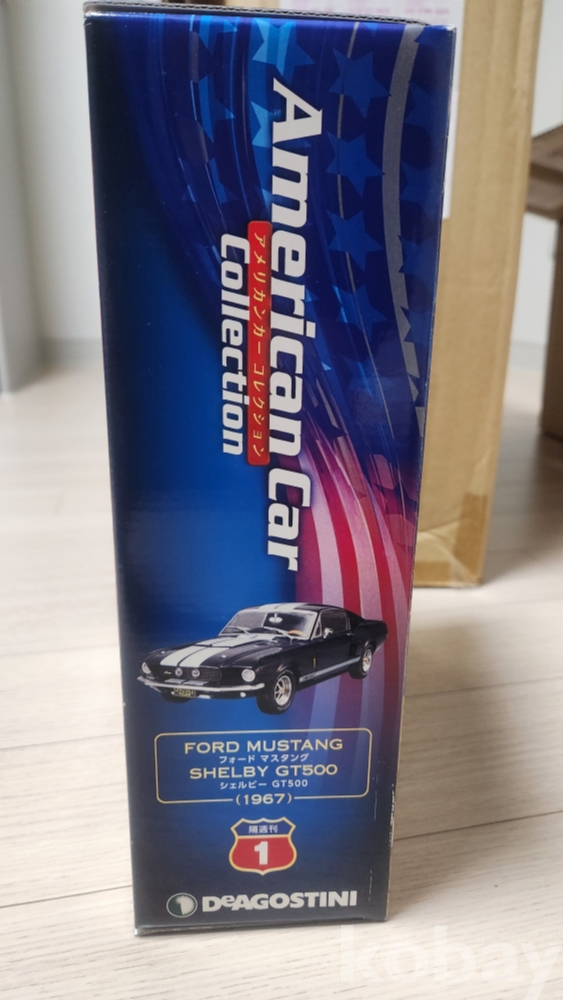 American Car
アメリカンカー コレクション
Collection
FORD MUSTANG
フォード マスタング
SHELBY GT500
シェルビー GT500
(1967)
隔週刊
1
DEAGOSTINI
kobay